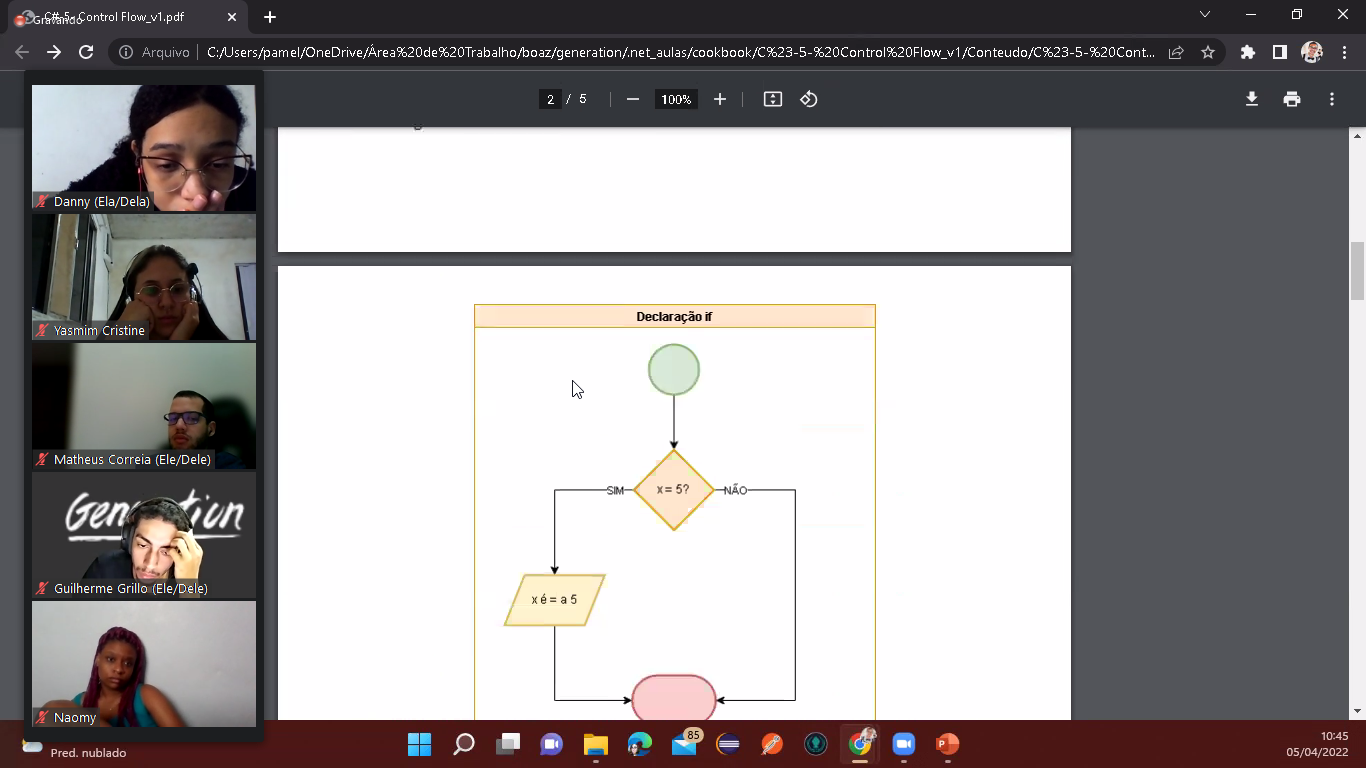 Gravando
C# 5- Control Flow_v1.pdf
Arquivo
C:/Users/pamel/OneDrive/Área%20de%20Trabalho/boaz/generation/.net_aulas/cookbook/C%23-5-%20Control%20Flow_v1/Conteudo/C%23-5-%20Cont...
2 / 5
100%
Danny (Ela/Dela)
Yasmim Cristine
Matheus Correia (Ele/Dele)
Generation
Guilherme Grillo (Ele/Dele)
Naomy
Declaração if
x = 5?
SIM
NÃO
x é = a 5
Pred. nublado
85
10:45
05/04/2022